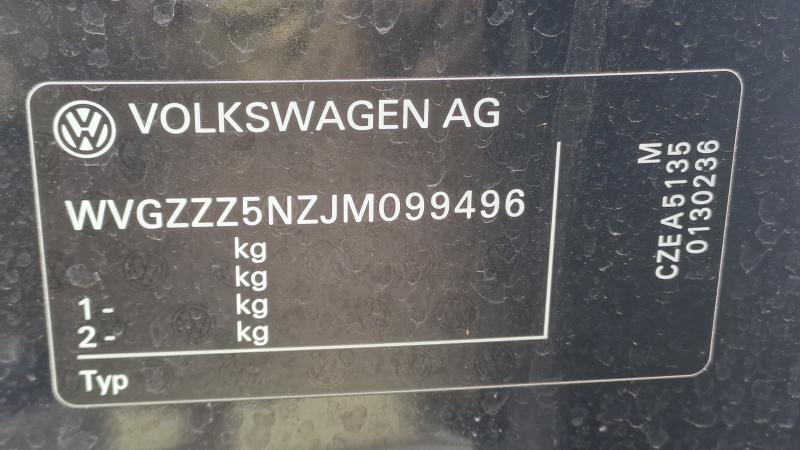 VOLKSWAGEN AG
WVGZZZ5NZJM099496
kg
kg
1 - kg
2 - kg
Typ
M
CZEA5135
0130236